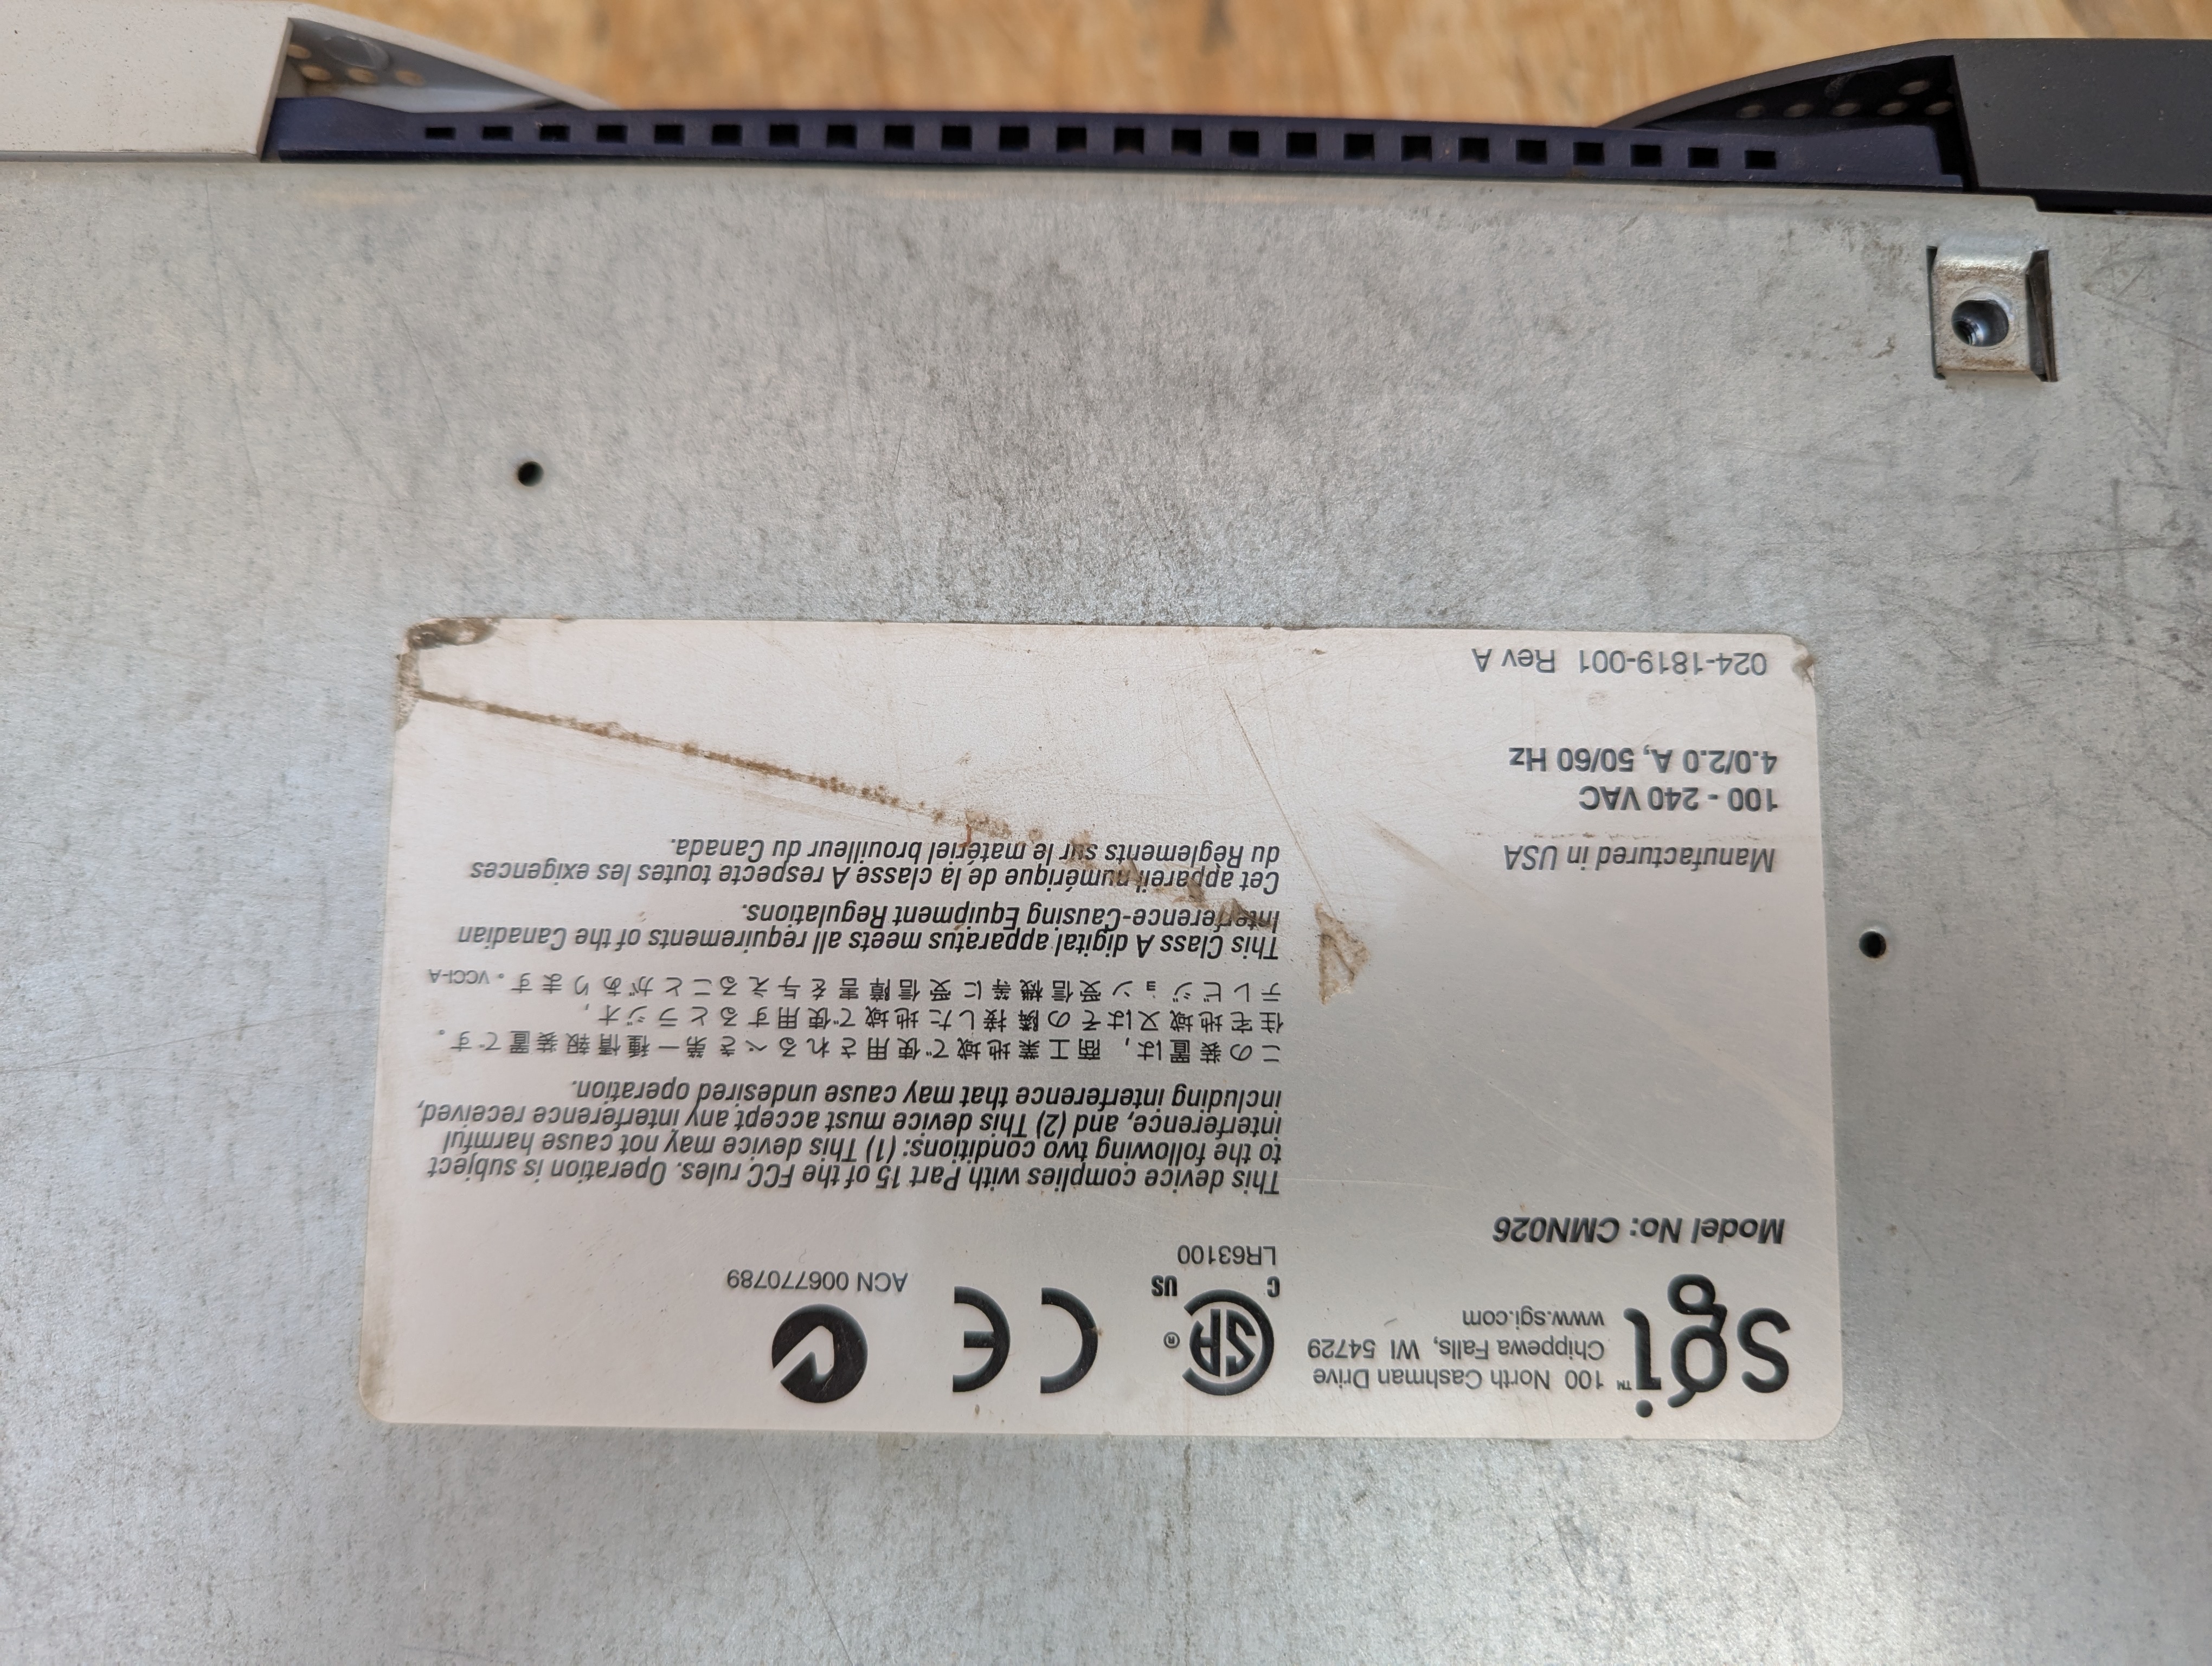 sgi™
100 North Cashman Drive
Chippewa Falls, WI 54729
www.sgi.com
Model No: CMN026
SA ®
C US
LR63100
CE
ACN 006770789
This device complies with Part 15 of the FCC rules. Operation is subject
to the following two conditions: (1) This device may not cause harmful
interference, and (2) This device must accept any interference received,
including interference that may cause undesired operation.
この装置は, 商工業地域で使用されるべき第一種情報装置です。
住宅地域又はその隣接した地域で使用するとラジオ,
テレビジョン受信機等に受信障害を与えることがあります。VCCI-A
This Class A digital apparatus meets all requirements of the Canadian
Interference-Causing Equipment Regulations.
Cet appareil numérique de la classe A respecte toutes les exigences
du Règlements sur le matériel brouilleur du Canada.
Manufactured in USA
100 - 240 VAC
4.0/2.0 A, 50/60 Hz
024-1819-001 Rev A